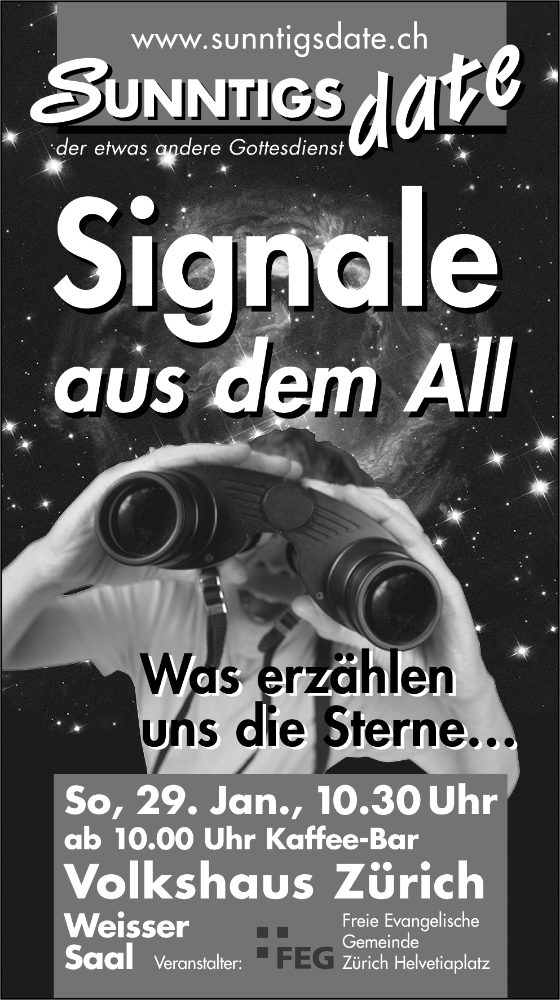 www.sunntigsdate.ch
SUNNTIGS date
der etwas andere Gottesdienst
Signale
aus dem All
Was erzählen
uns die Sterne...
So, 29. Jan., 10.30 Uhr
ab 10.00 Uhr Kaffee-Bar
Volkshaus Zürich
Weisser
Saal
Veranstalter:
FEG
Freie Evangelische
Gemeinde
Zürich Helvetiaplatz